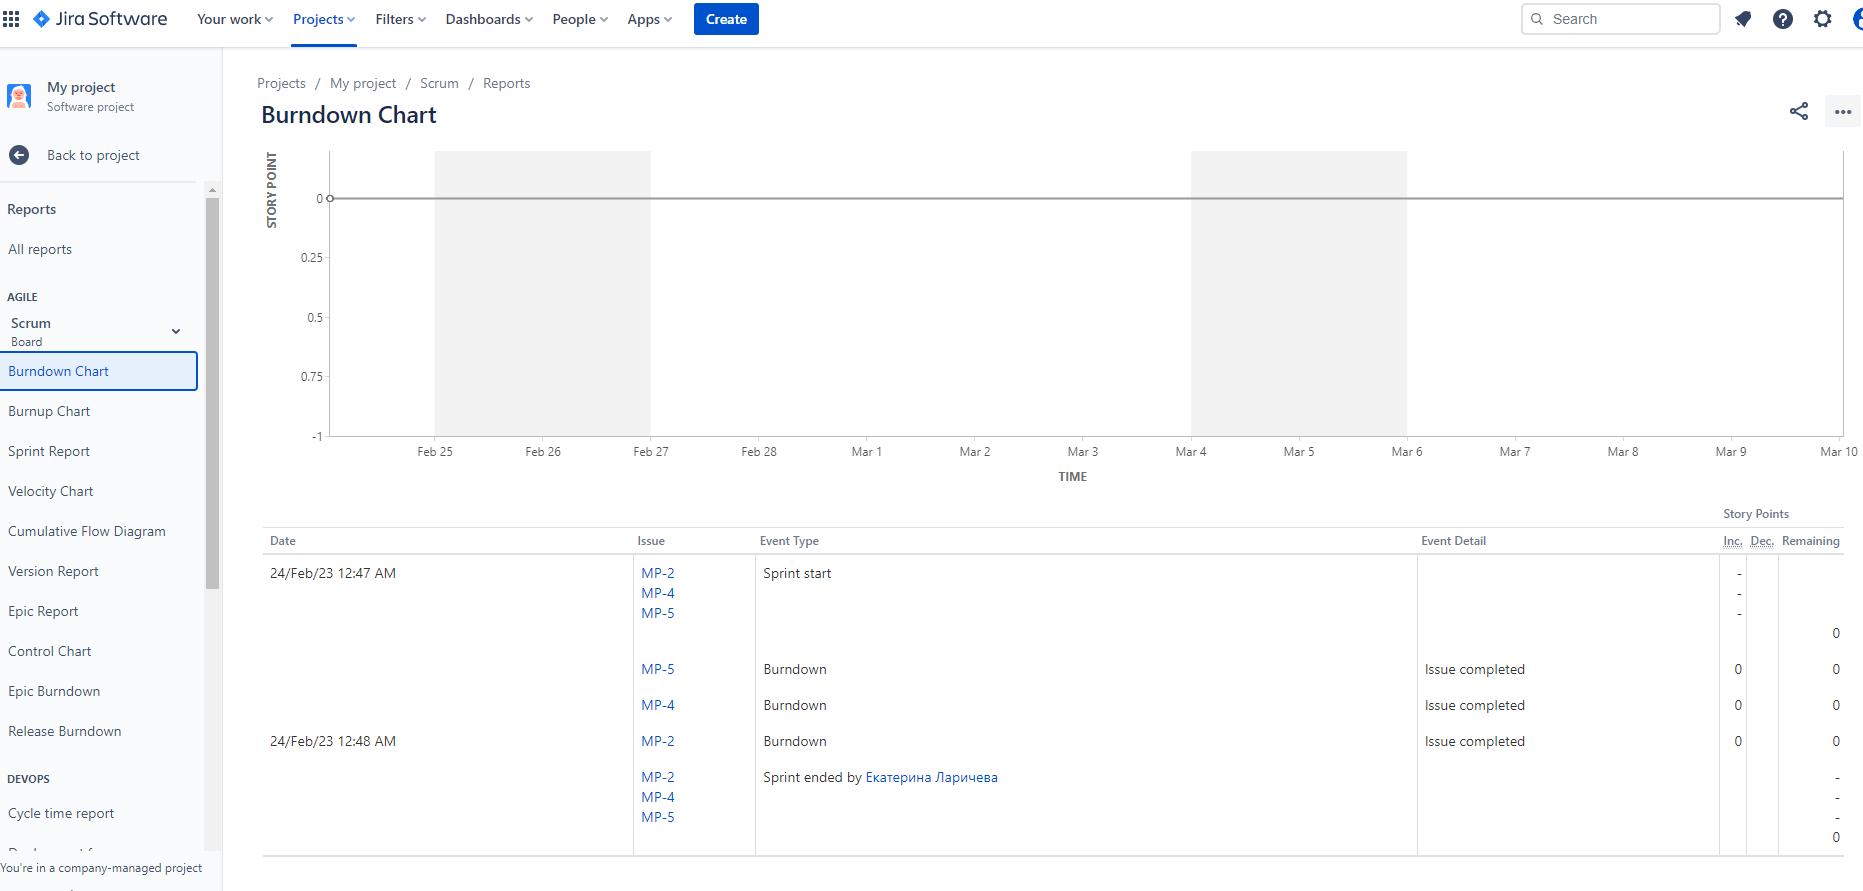 Jira Software
Your work
Projects
Filters
Dashboards
People
Apps
Create
Search
My project
Software project
Back to project
Reports
All reports
AGILE
Scrum
Board
Burndown Chart
Burnup Chart
Sprint Report
Velocity Chart
Cumulative Flow Diagram
Version Report
Epic Report
Control Chart
Epic Burndown
Release Burndown
DEVOPS
Cycle time report
You're in a company-managed project
Projects / My project / Scrum / Reports
Burndown Chart
STORY POINT
0
0.25
0.5
0.75
-1
Feb 25 Feb 26 Feb 27 Feb 28 Mar 1 Mar 2 Mar 3 Mar 4 Mar 5 Mar 6 Mar 7 Mar 8 Mar 9 Mar 10
TIME
Story Points
Date Issue Event Type Event Detail Inc. Dec. Remaining
24/Feb/23 12:47 AM MP-2 Sprint start -
MP-4 -
MP-5 -
0
MP-5 Burndown Issue completed 0 0
MP-4 Burndown Issue completed 0 0
24/Feb/23 12:48 AM MP-2 Burndown Issue completed 0 0
MP-2 Sprint ended by Екатерина Ларичева -
MP-4 -
MP-5 -
0